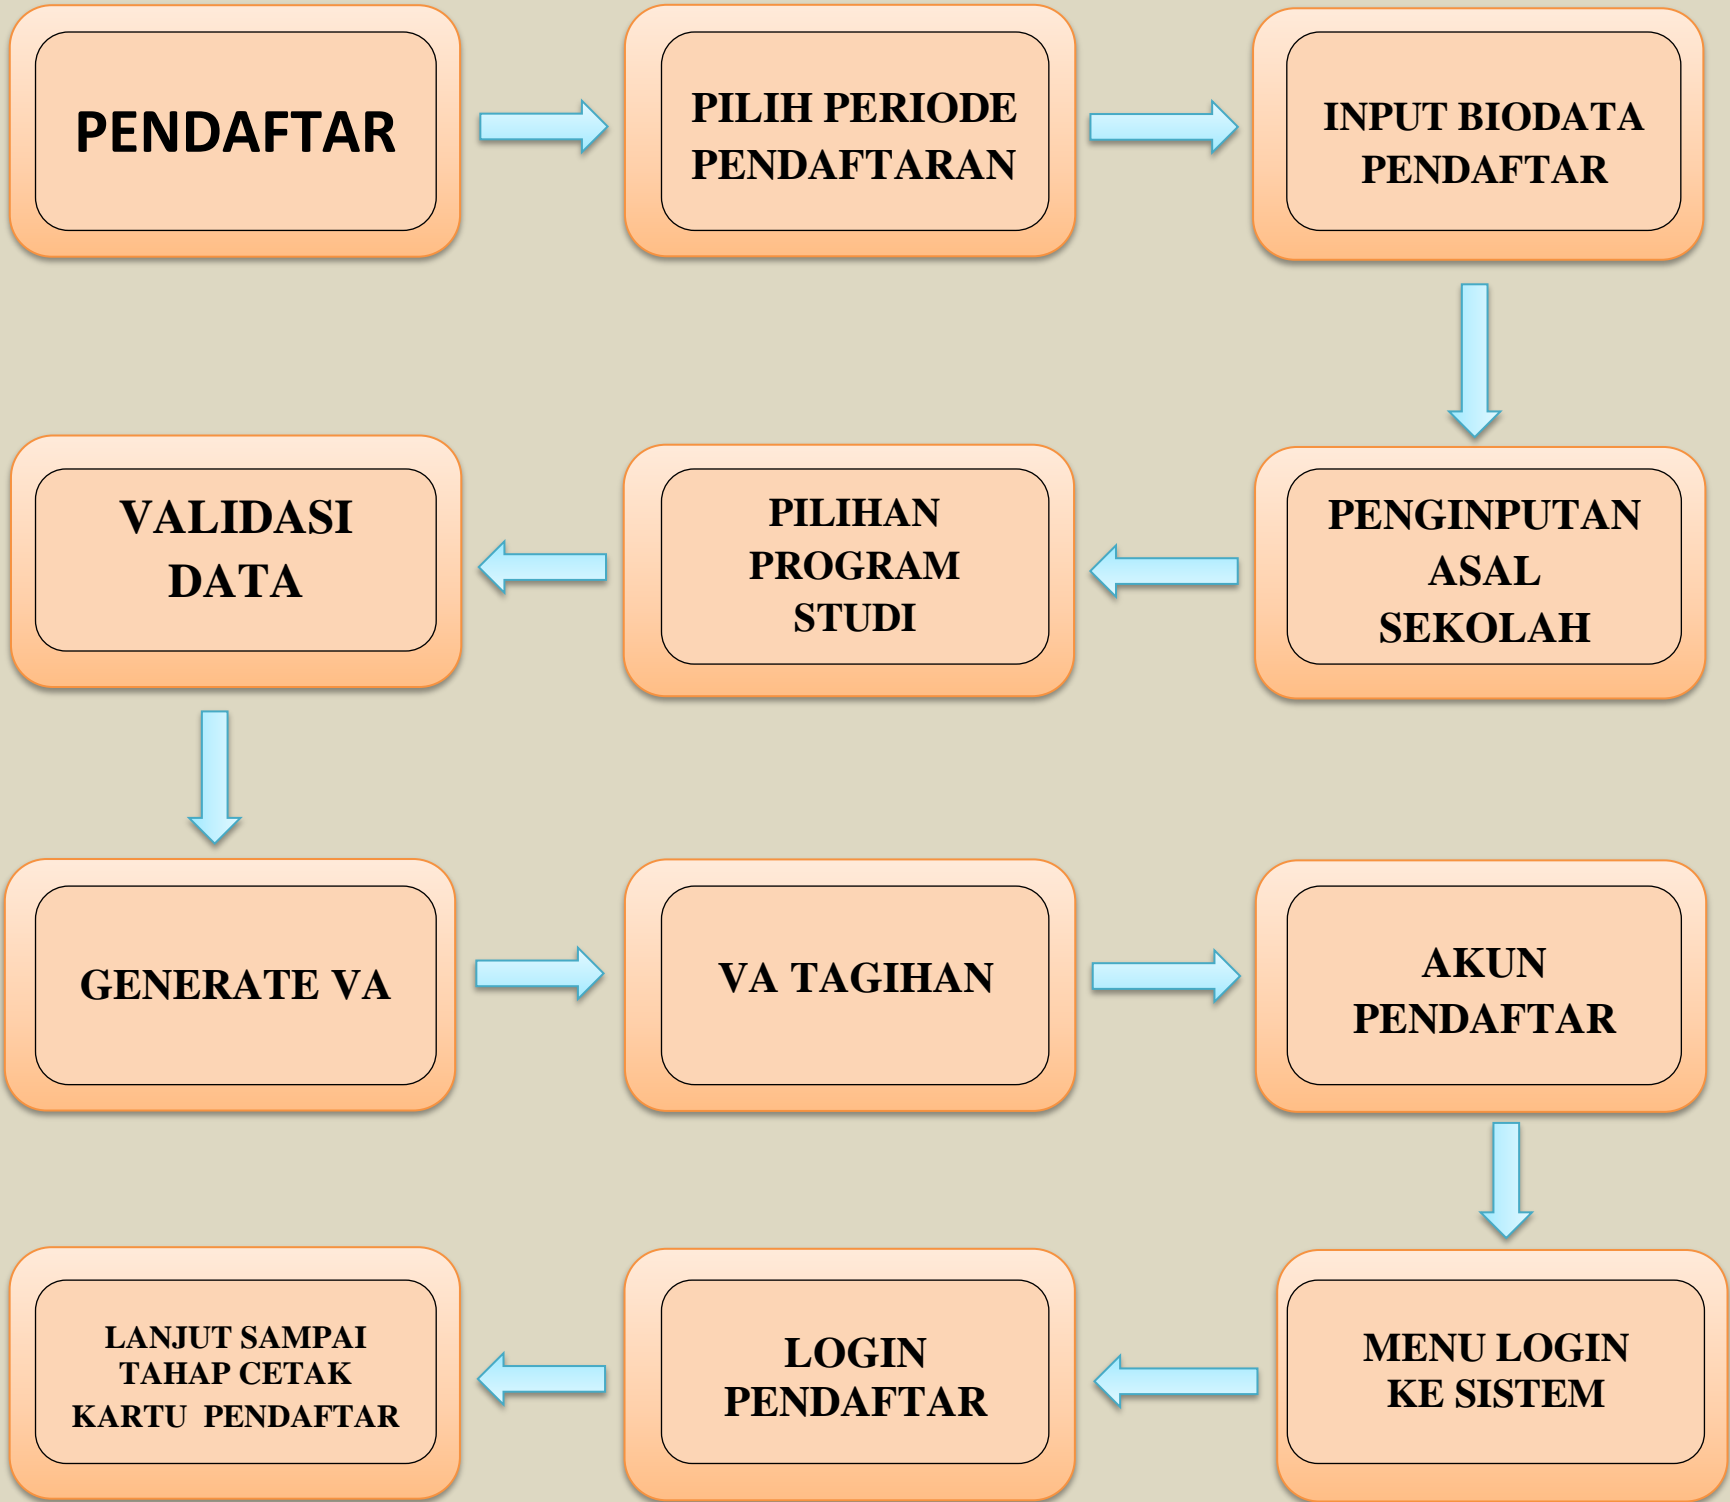 PENDAFTAR
PILIH PERIODE
PENDAFTARAN
INPUT BIODATA
PENDAFTAR
PENGINPUTAN
ASAL
SEKOLAH
PILIHAN
PROGRAM
STUDI
VALIDASI
DATA
GENERATE VA
VA TAGIHAN
AKUN
PENDAFTAR
MENU LOGIN
KE SISTEM
LOGIN
PENDAFTAR
LANJUT SAMPAI
TAHAP CETAK
KARTU PENDAFTAR